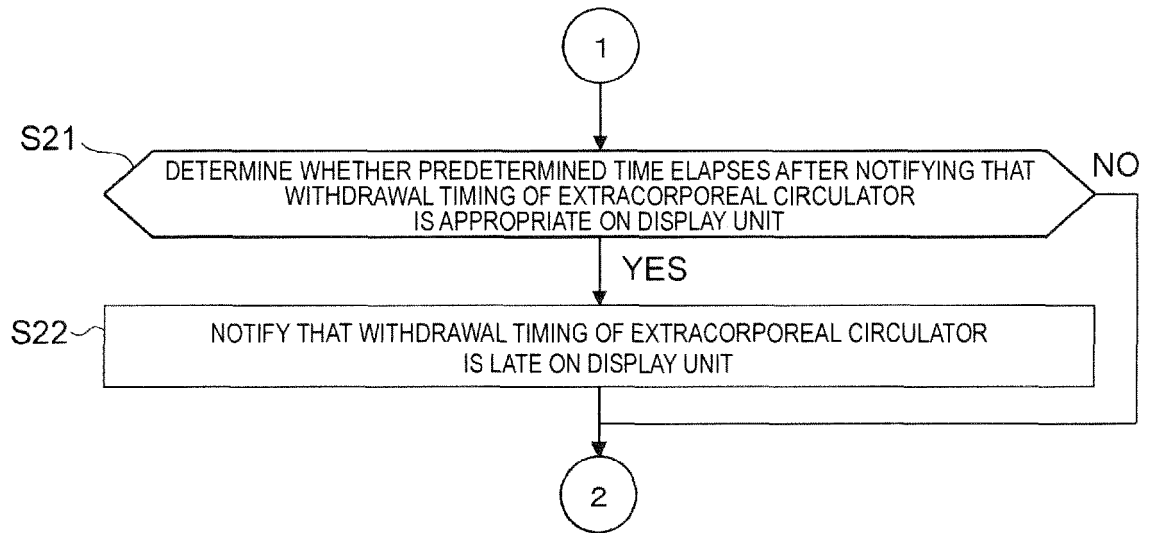 1
S21
DETERMINE WHETHER PREDETERMINED TIME ELAPSES AFTER NOTIFYING THAT
WITHDRAWAL TIMING OF EXTRACORPOREAL CIRCULATOR
IS APPROPRIATE ON DISPLAY UNIT
NO
YES
S22
NOTIFY THAT WITHDRAWAL TIMING OF EXTRACORPOREAL CIRCULATOR
IS LATE ON DISPLAY UNIT
2